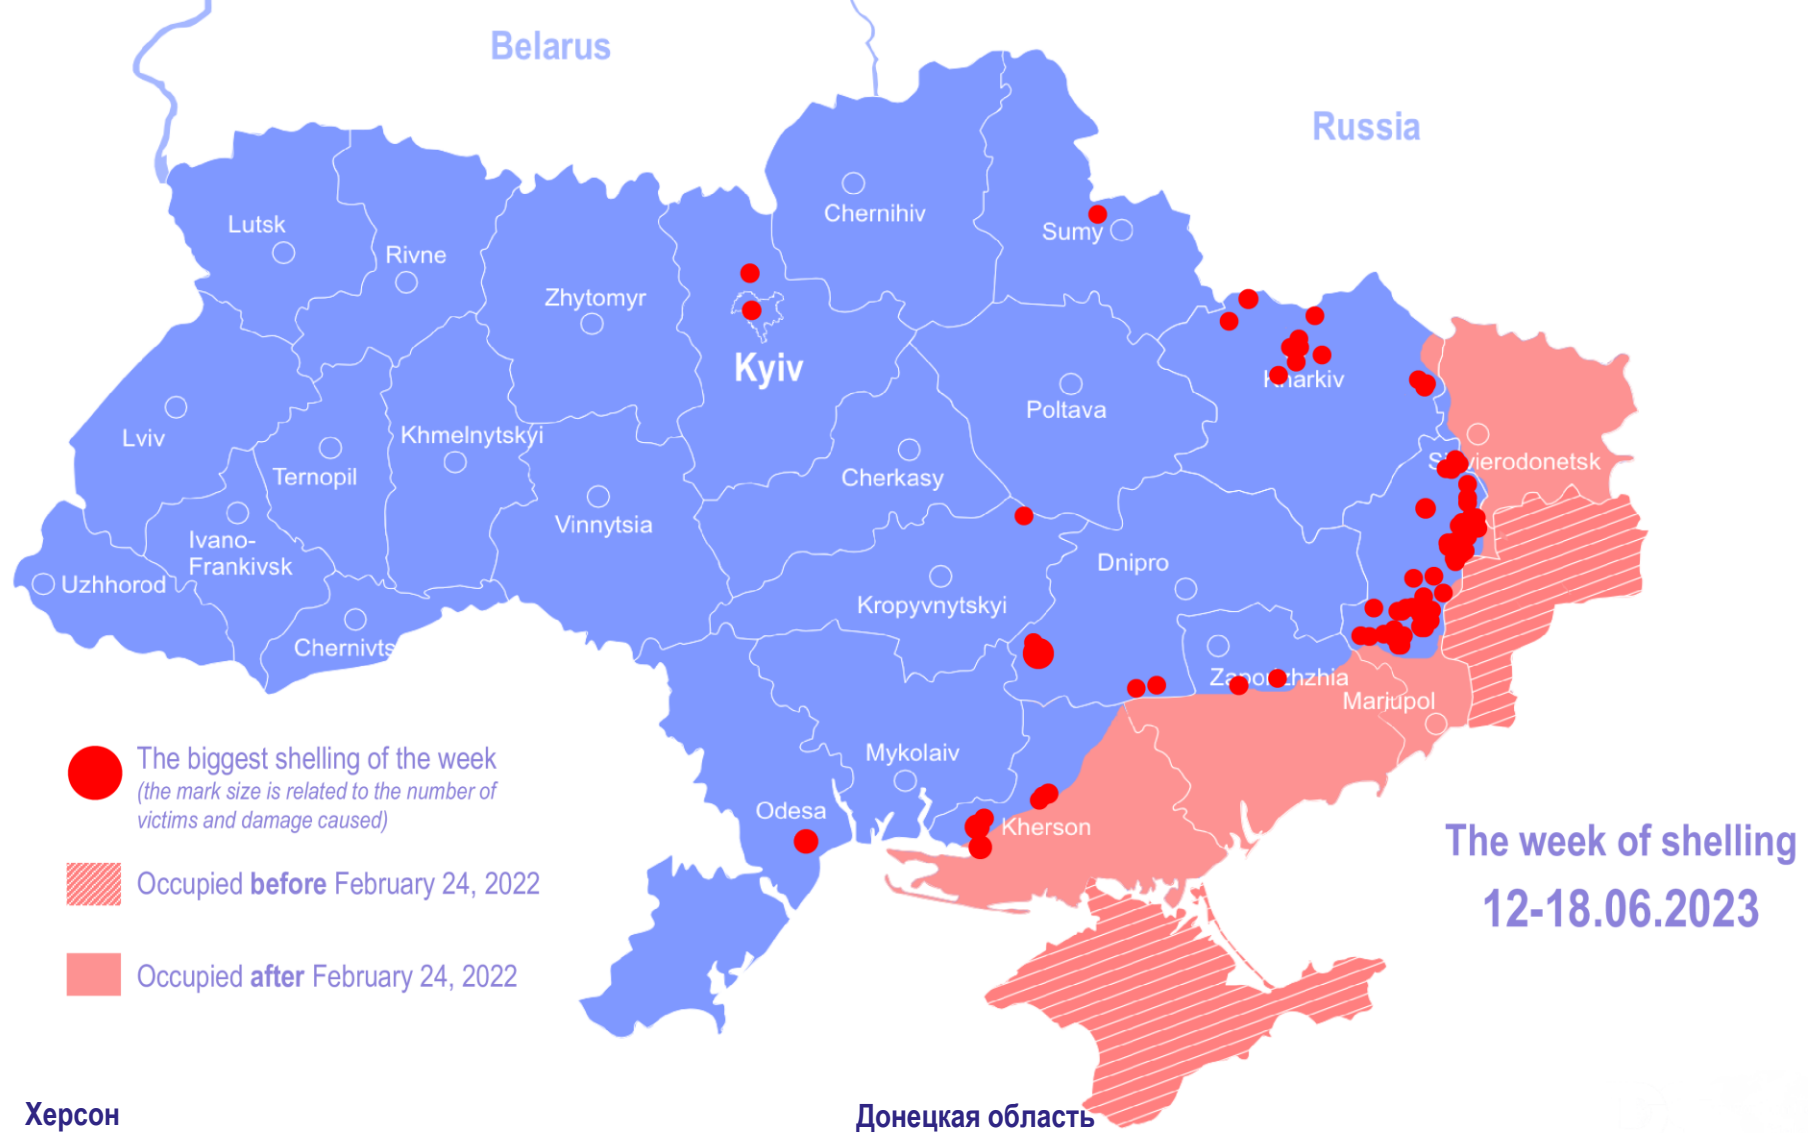 Belarus
Russia
Chernihiv
Lutsk
Sumy
Rivne
Zhytomyr
Kyiv
Kharkiv
Poltava
Lviv
Khmelnytskyi
Ternopil
Cherkasy
Sievierodonetsk
Vinnytsia
Ivano-
Frankivsk
Uzhhorod
Dnipro
Kropyvnytskyi
Chernivts
Zaporizhzhia
Mariupol
Mykolaiv
Odesa
Kherson
The biggest shelling of the week
(the mark size is related to the number of
victims and damage caused)
Occupied before February 24, 2022
Occupied after February 24, 2022
The week of shelling
12-18.06.2023
Херсон
Донецкая область